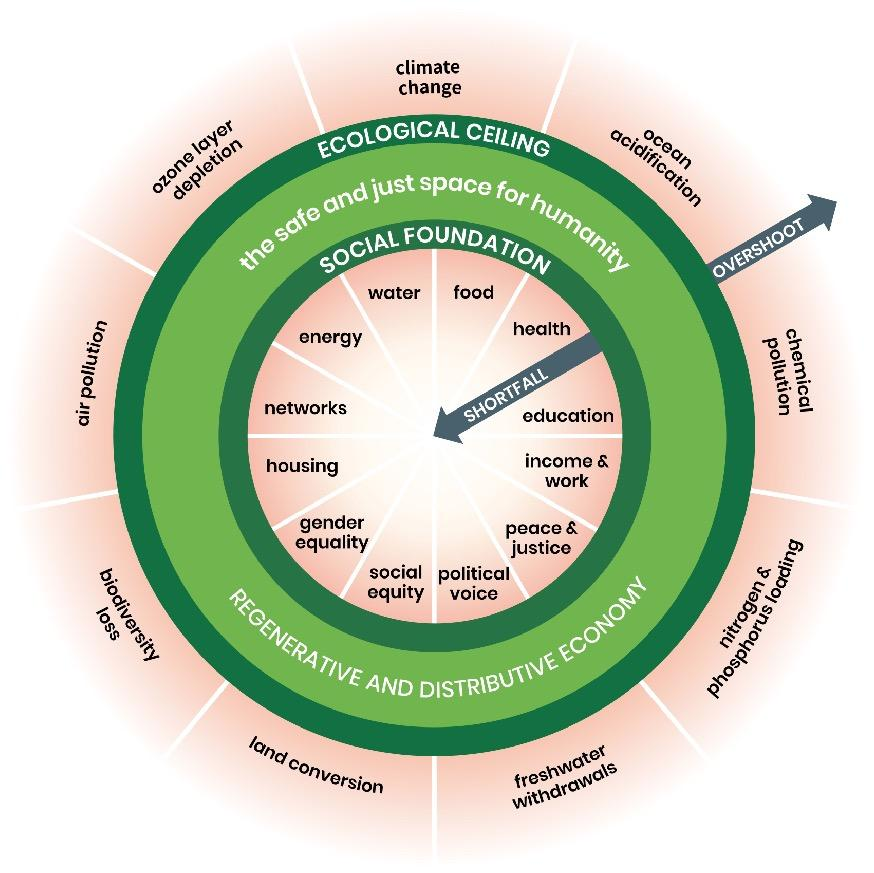 climate
change
ozone layer
depletion
ocean
acidification
ECOLOGICAL CEILING
the safe and just space for humanity
SOCIAL FOUNDATION
OVERSHOOT
water
food
energy
health
SHORTFALL
networks
education
housing
income &
work
gender
equality
peace &
justice
social
equity
political
voice
air pollution
chemical
pollution
REGENERATIVE AND DISTRIBUTIVE ECONOMY
biodiversity
loss
nitrogen &
phosphorus loading
land conversion
freshwater
withdrawals